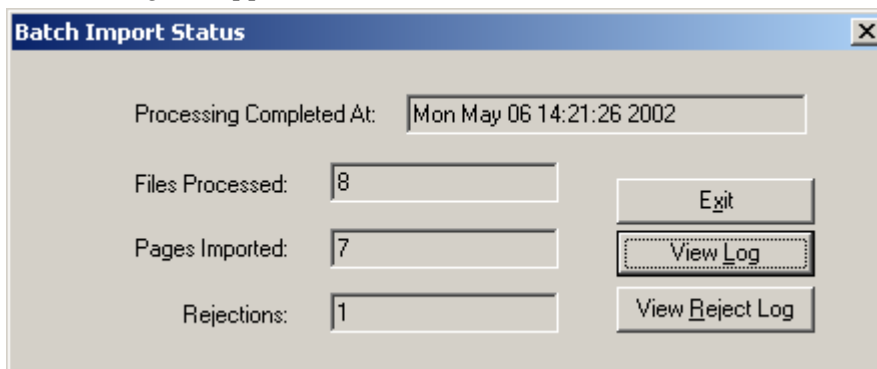 Batch Import Status
Processing Completed At: Mon May 06 14:21:26 2002
Files Processed: 8
Exit
Pages Imported: 7
View Log
Rejections: 1
View Reject Log